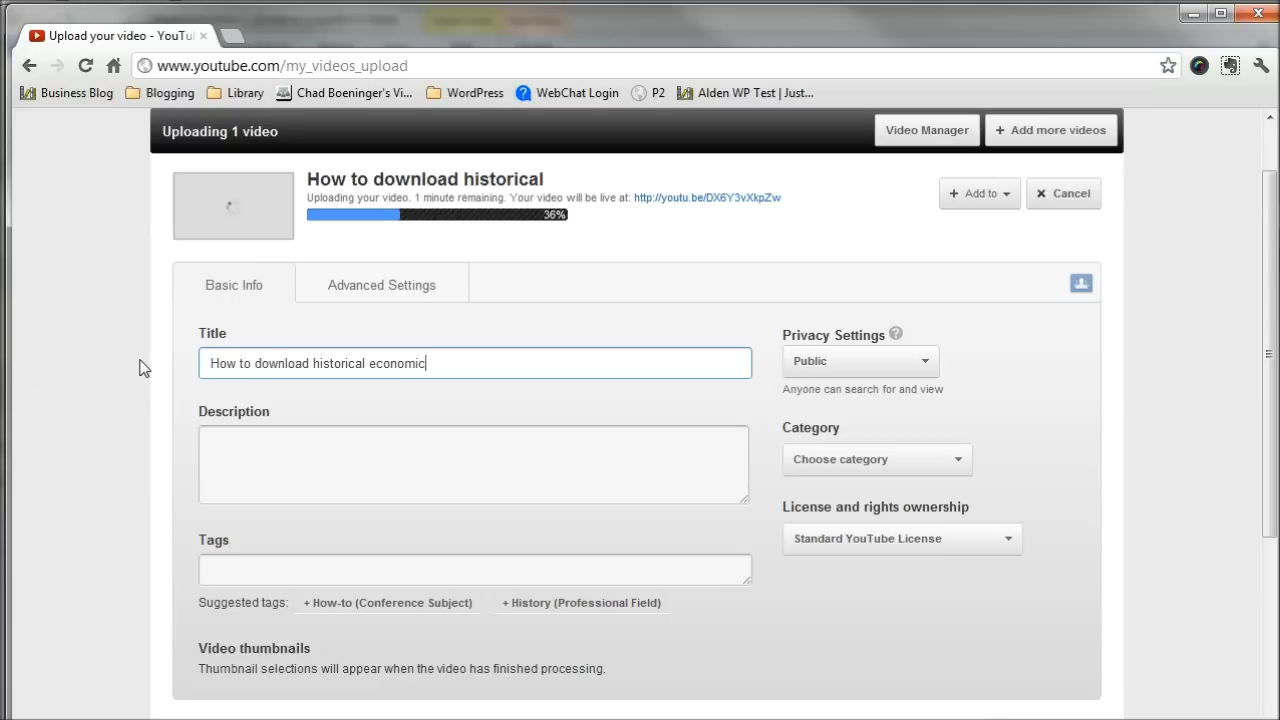 Upload your video - YouTu
www.youtube.com/my_videos_upload
Business Blog Blogging Library Chad Boeninger's Vi... WordPress WebChat Login P2 Alden WP Test | Just...
Uploading 1 video Video Manager + Add more videos
How to download historical
Uploading your video. 1 minute remaining. Your video will be live at: http://youtu.be/DX6Y3vXkpZw
+ Add to Cancel
36%
Basic Info Advanced Settings
Title
How to download historical economic
Privacy Settings ?
Public
Anyone can search for and view
Description
Category
Choose category
License and rights ownership
Standard YouTube License
Tags
Suggested tags: + How-to (Conference Subject) + History (Professional Field)
Video thumbnails
Thumbnail selections will appear when the video has finished processing.